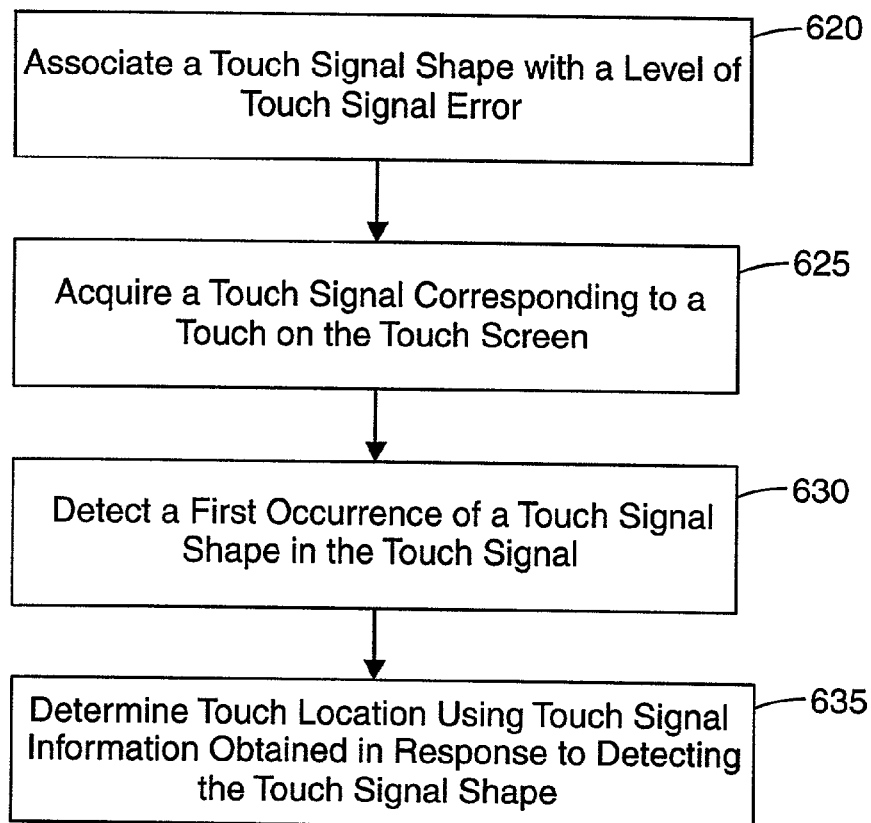 620
Associate a Touch Signal Shape with a Level of
Touch Signal Error
625
Acquire a Touch Signal Corresponding to a
Touch on the Touch Screen
630
Detect a First Occurrence of a Touch Signal
Shape in the Touch Signal
635
Determine Touch Location Using Touch Signal
Information Obtained in Response to Detecting
the Touch Signal Shape